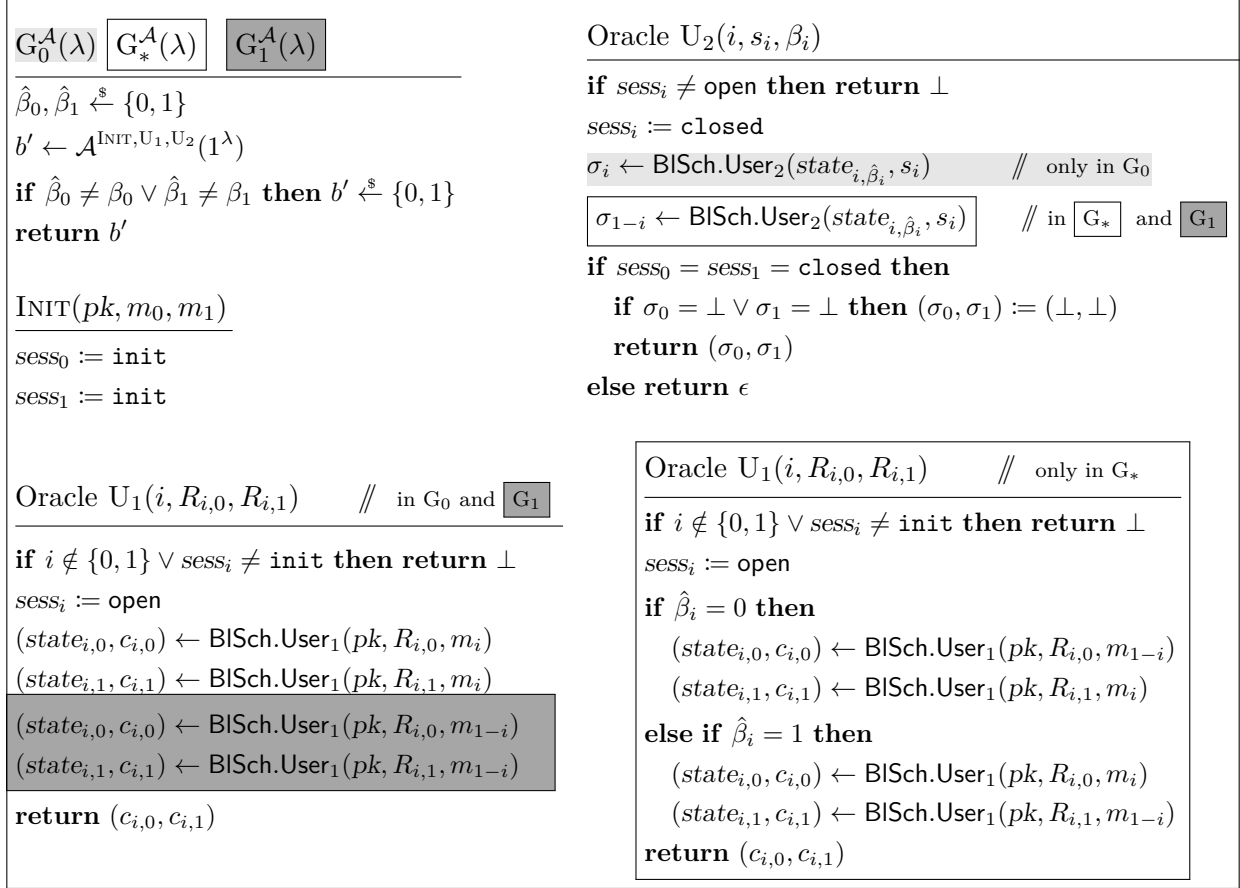 G₀^𝒜(λ) G_*^𝒜(λ) G₁^𝒜(λ)
β̂₀, β̂₁ ←$ {0, 1}
b′ ← 𝒜^{INIT,U₁,U₂}(1^λ)
if β̂₀ ≠ β₀ ∨ β̂₁ ≠ β₁ then b′ ←$ {0, 1}
return b′
INIT(pk, m₀, m₁)
sess₀ := init
sess₁ := init
Oracle U₁(i, R_{i,0}, R_{i,1}) // in G₀ and G₁
if i ∉ {0, 1} ∨ sess_i ≠ init then return ⊥
sess_i := open
(state_{i,0}, c_{i,0}) ← BlSch.User₁(pk, R_{i,0}, m_i)
(state_{i,1}, c_{i,1}) ← BlSch.User₁(pk, R_{i,1}, m_i)
(state_{i,0}, c_{i,0}) ← BlSch.User₁(pk, R_{i,0}, m_{1−i})
(state_{i,1}, c_{i,1}) ← BlSch.User₁(pk, R_{i,1}, m_{1−i})
return (c_{i,0}, c_{i,1})
Oracle U₂(i, s_i, β_i)
if sess_i ≠ open then return ⊥
sess_i := closed
σ_i ← BlSch.User₂(state_{i,β̂_i}, s_i) // only in G₀
σ_{1−i} ← BlSch.User₂(state_{i,β̂_i}, s_i) // in G_* and G₁
if sess₀ = sess₁ = closed then
if σ₀ = ⊥ ∨ σ₁ = ⊥ then (σ₀, σ₁) := (⊥, ⊥)
return (σ₀, σ₁)
else return ϵ
Oracle U₁(i, R_{i,0}, R_{i,1}) // only in G_*
if i ∉ {0, 1} ∨ sess_i ≠ init then return ⊥
sess_i := open
if β̂_i = 0 then
(state_{i,0}, c_{i,0}) ← BlSch.User₁(pk, R_{i,0}, m_{1−i})
(state_{i,1}, c_{i,1}) ← BlSch.User₁(pk, R_{i,1}, m_i)
else if β̂_i = 1 then
(state_{i,0}, c_{i,0}) ← BlSch.User₁(pk, R_{i,0}, m_i)
(state_{i,1}, c_{i,1}) ← BlSch.User₁(pk, R_{i,1}, m_{1−i})
return (c_{i,0}, c_{i,1})